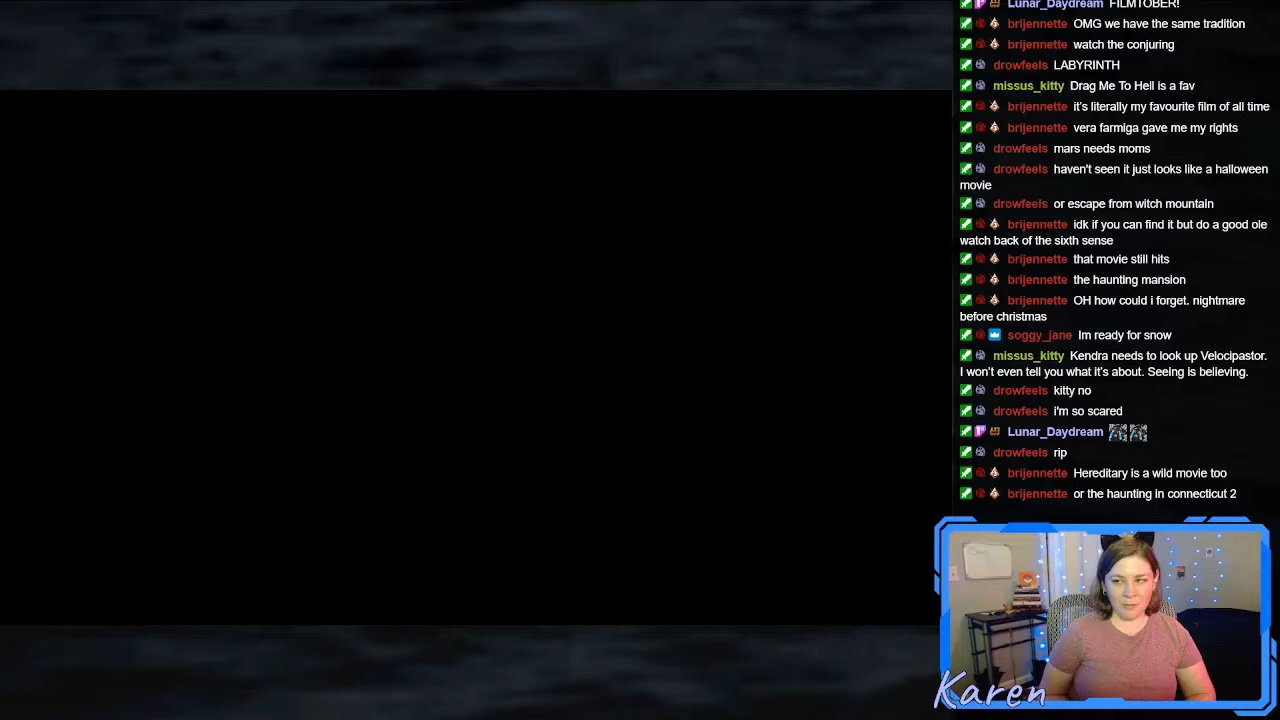 Lunar_Daydream FILMTOBER!
brijennette OMG we have the same tradition
brijennette watch the conjuring
drowfeels LABYRINTH
missus_kitty Drag Me To Hell is a fav
brijennette it's literally my favourite film of all time
brijennette vera farmiga gave me my rights
drowfeels mars needs moms
drowfeels haven't seen it just looks like a halloween
movie
drowfeels or escape from witch mountain
brijennette idk if you can find it but do a good ole
watch back of the sixth sense
brijennette that movie still hits
brijennette the haunting mansion
brijennette OH how could i forget. nightmare
before christmas
soggy_jane Im ready for snow
missus_kitty Kendra needs to look up Velocipastor.
I won't even tell you what it's about. Seeing is believing.
drowfeels kitty no
drowfeels i'm so scared
Lunar_Daydream
drowfeels rip
brijennette Hereditary is a wild movie too
brijennette or the haunting in connecticut 2
Karen